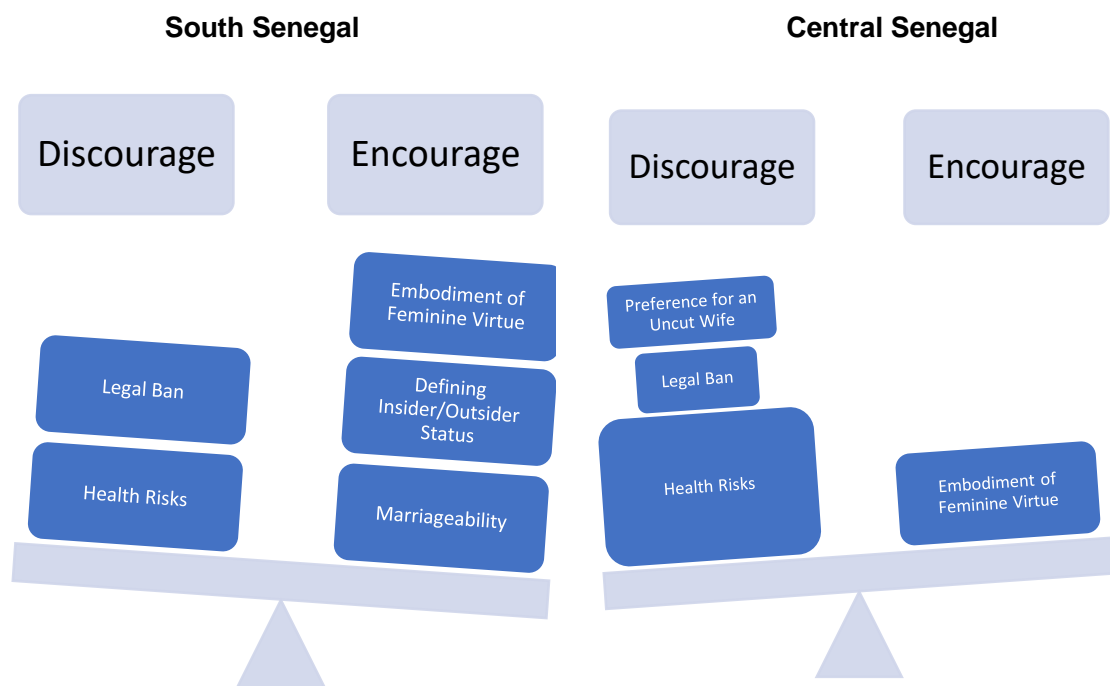 South Senegal
Discourage
Encourage
Embodiment of
Feminine Virtue
Legal Ban
Defining
Insider/Outsider
Status
Health Risks
Marriageability
Central Senegal
Discourage
Encourage
Preference for an
Uncut Wife
Legal Ban
Health Risks
Embodiment of
Feminine Virtue